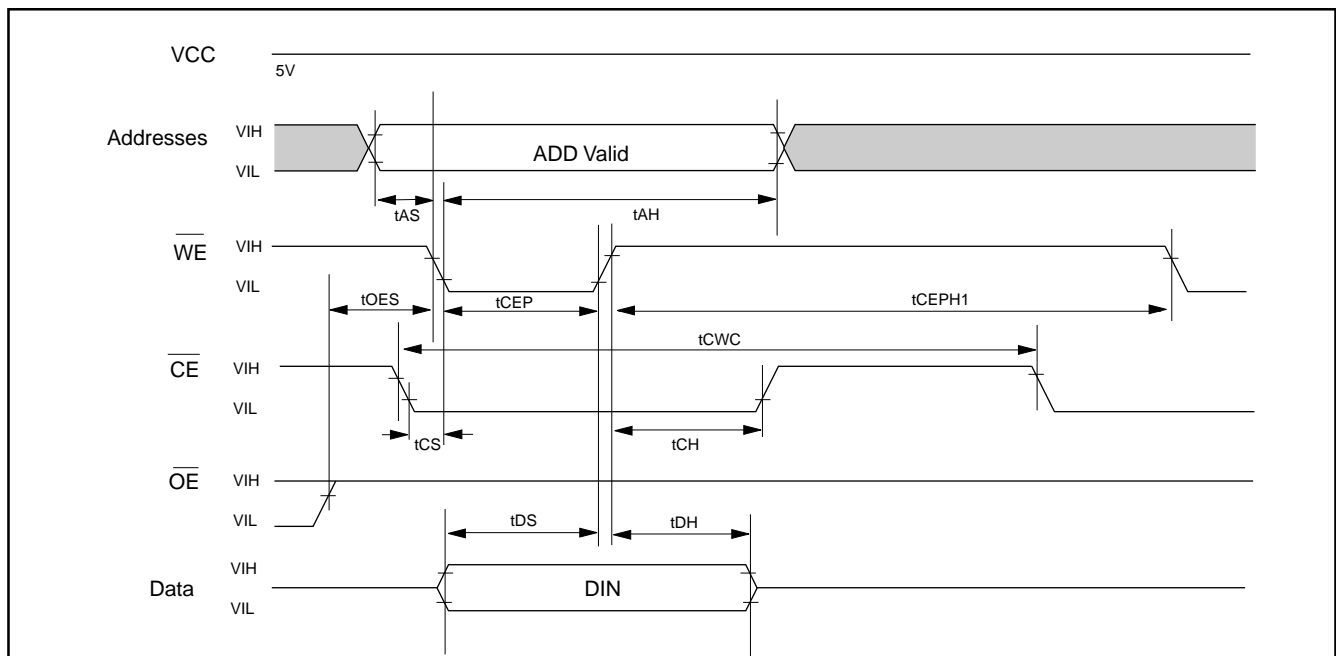 VCC
5V
Addresses
VIH
ADD Valid
VIL
tAS
tAH
WE
VIH
VIL
tOES
tCEP
tCEPH1
tCWC
CE
VIH
VIL
tCS
tCH
OE
VIH
VIL
tDS
tDH
VIH
Data
DIN
VIL